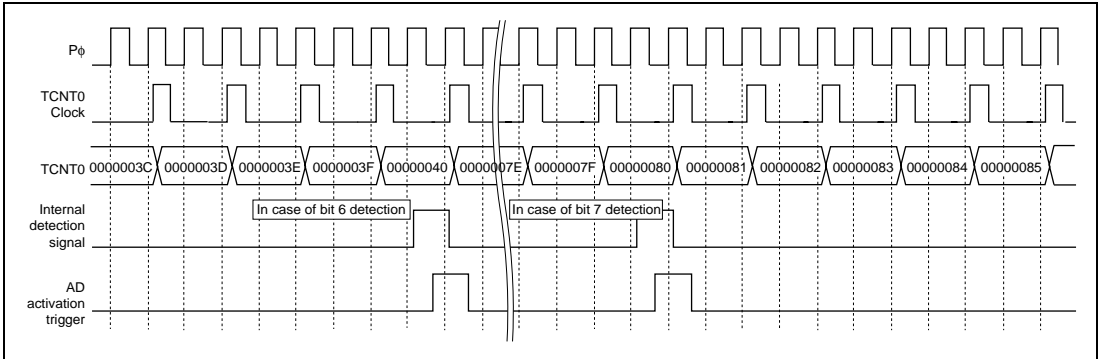 Pφ
TCNT0
Clock
TCNT0 0000003C 0000003D 0000003E 0000003F 00000040 0000007E 0000007F 00000080 00000081 00000082 00000083 00000084 00000085
Internal
detection
signal
In case of bit 6 detection In case of bit 7 detection
AD
activation
trigger